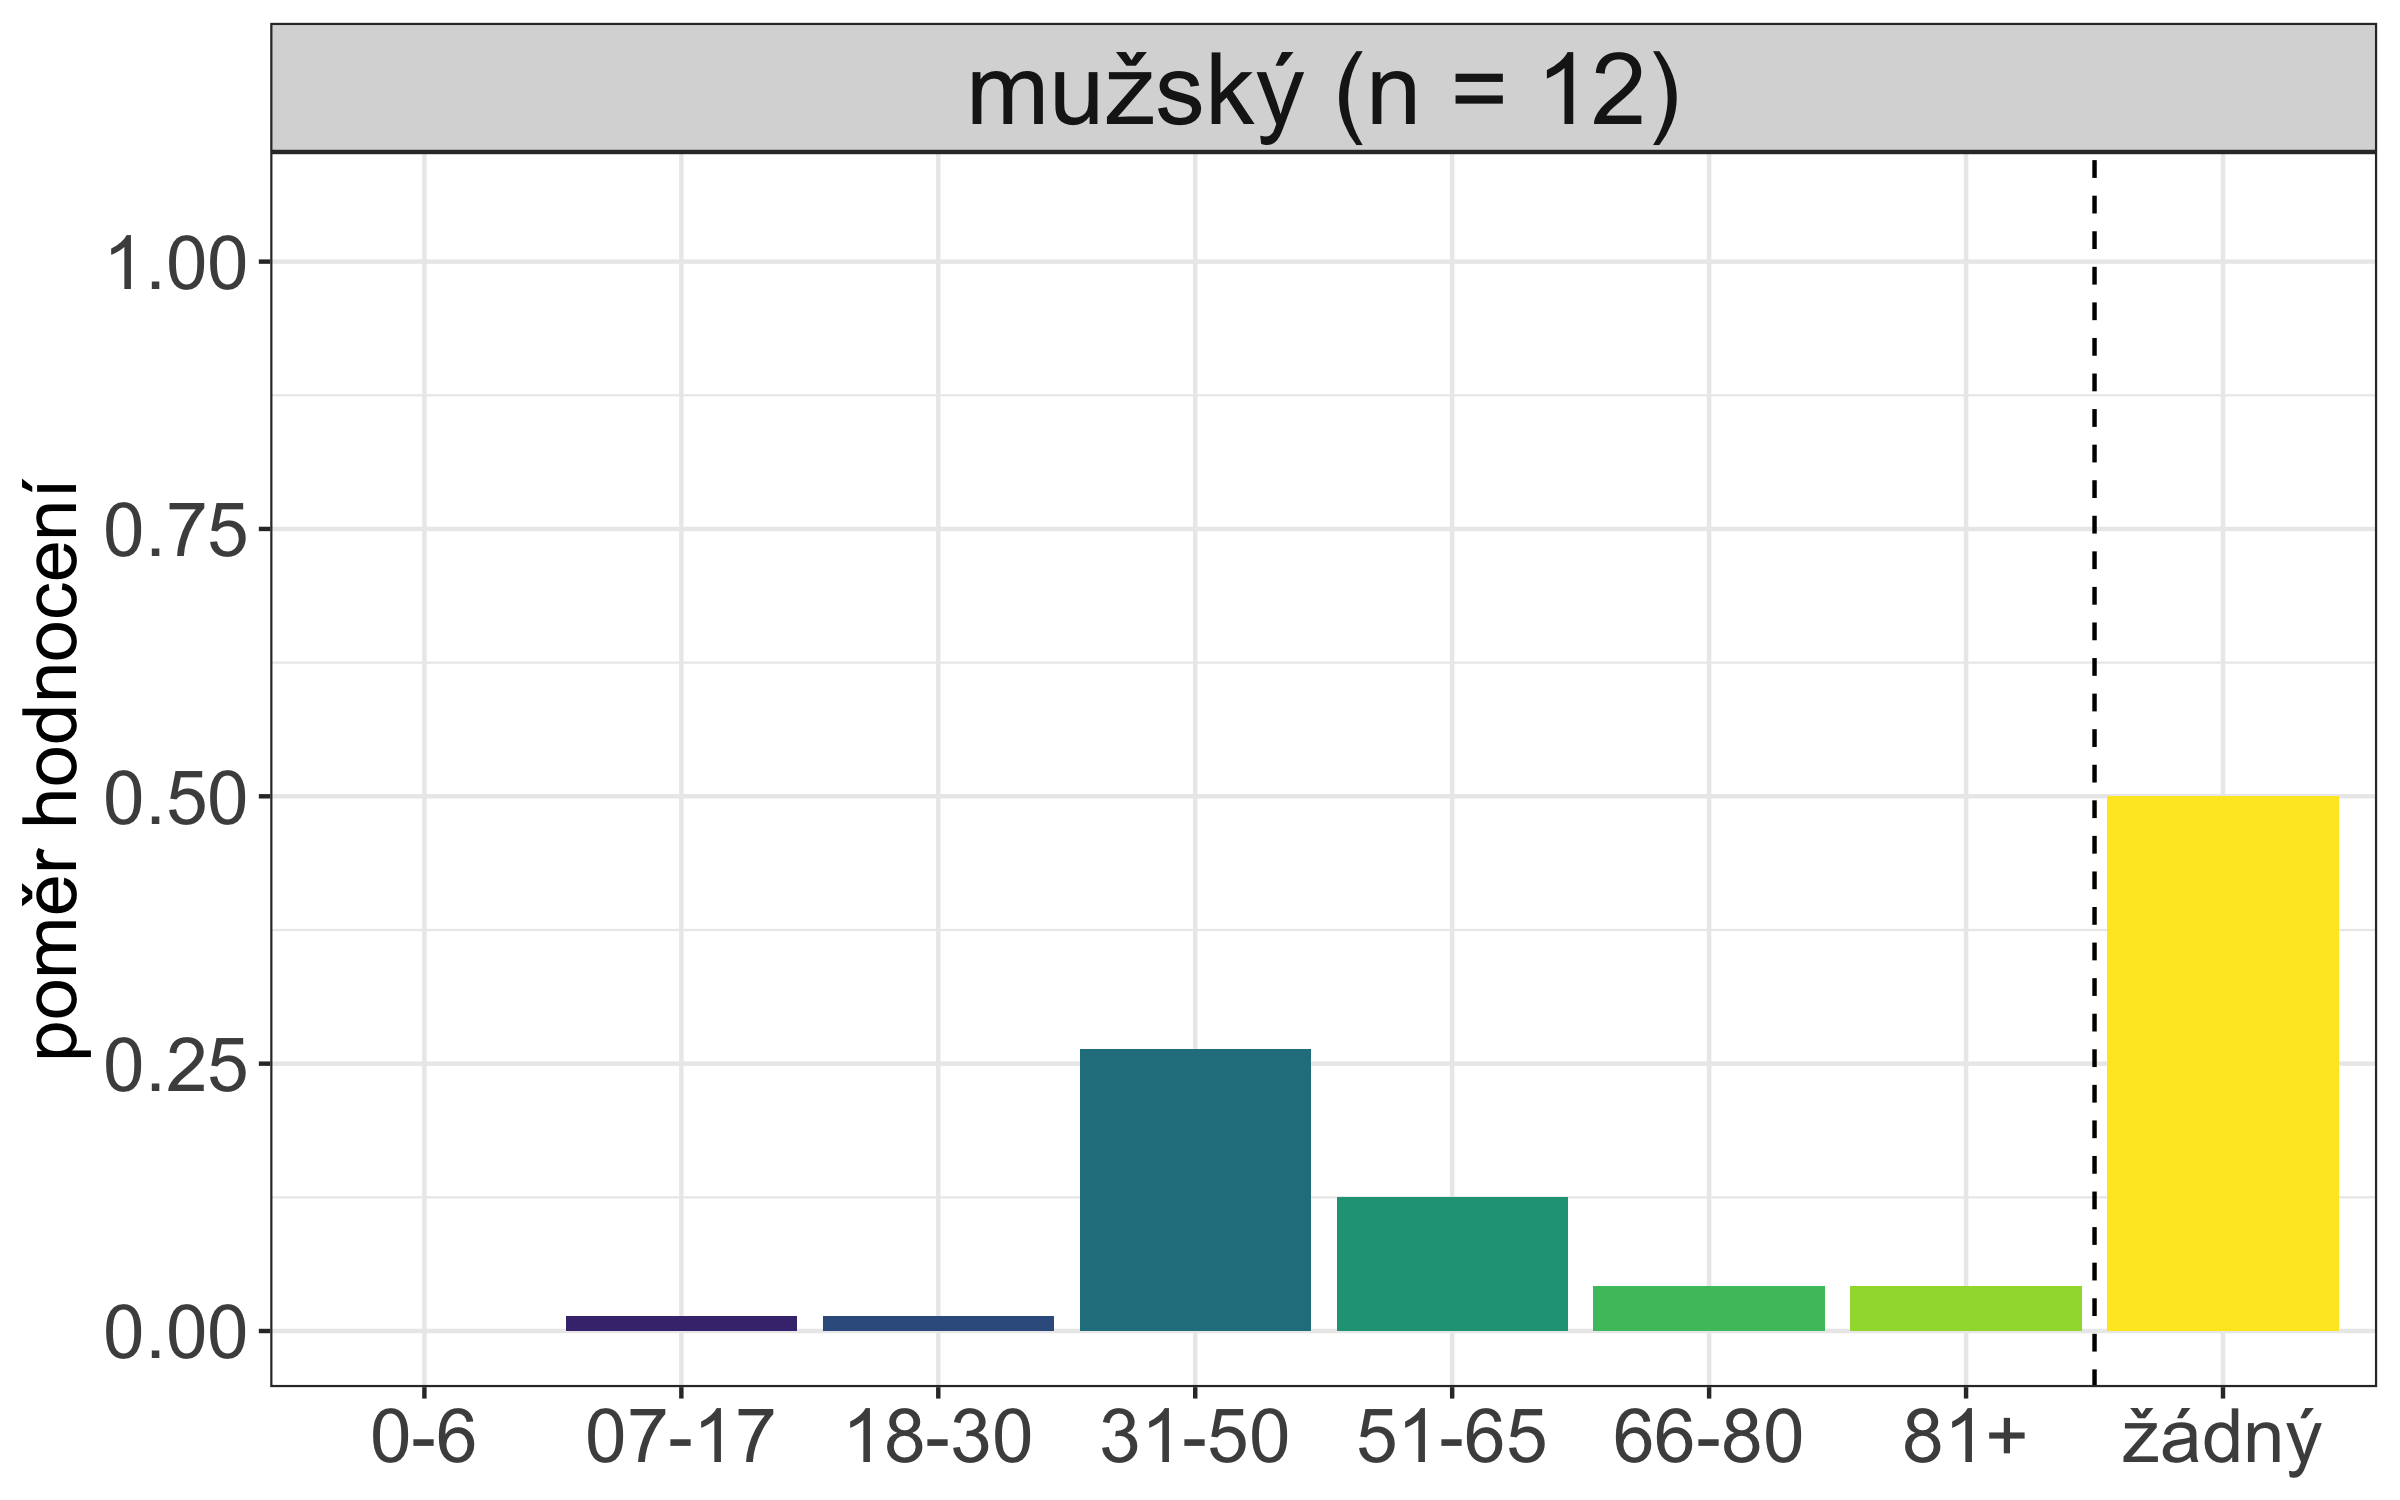 mužský (n = 12)
poměr hodnocení
1.00
0.75
0.50
0.25
0.00
0-6 07-17 18-30 31-50 51-65 66-80 81+ žádný